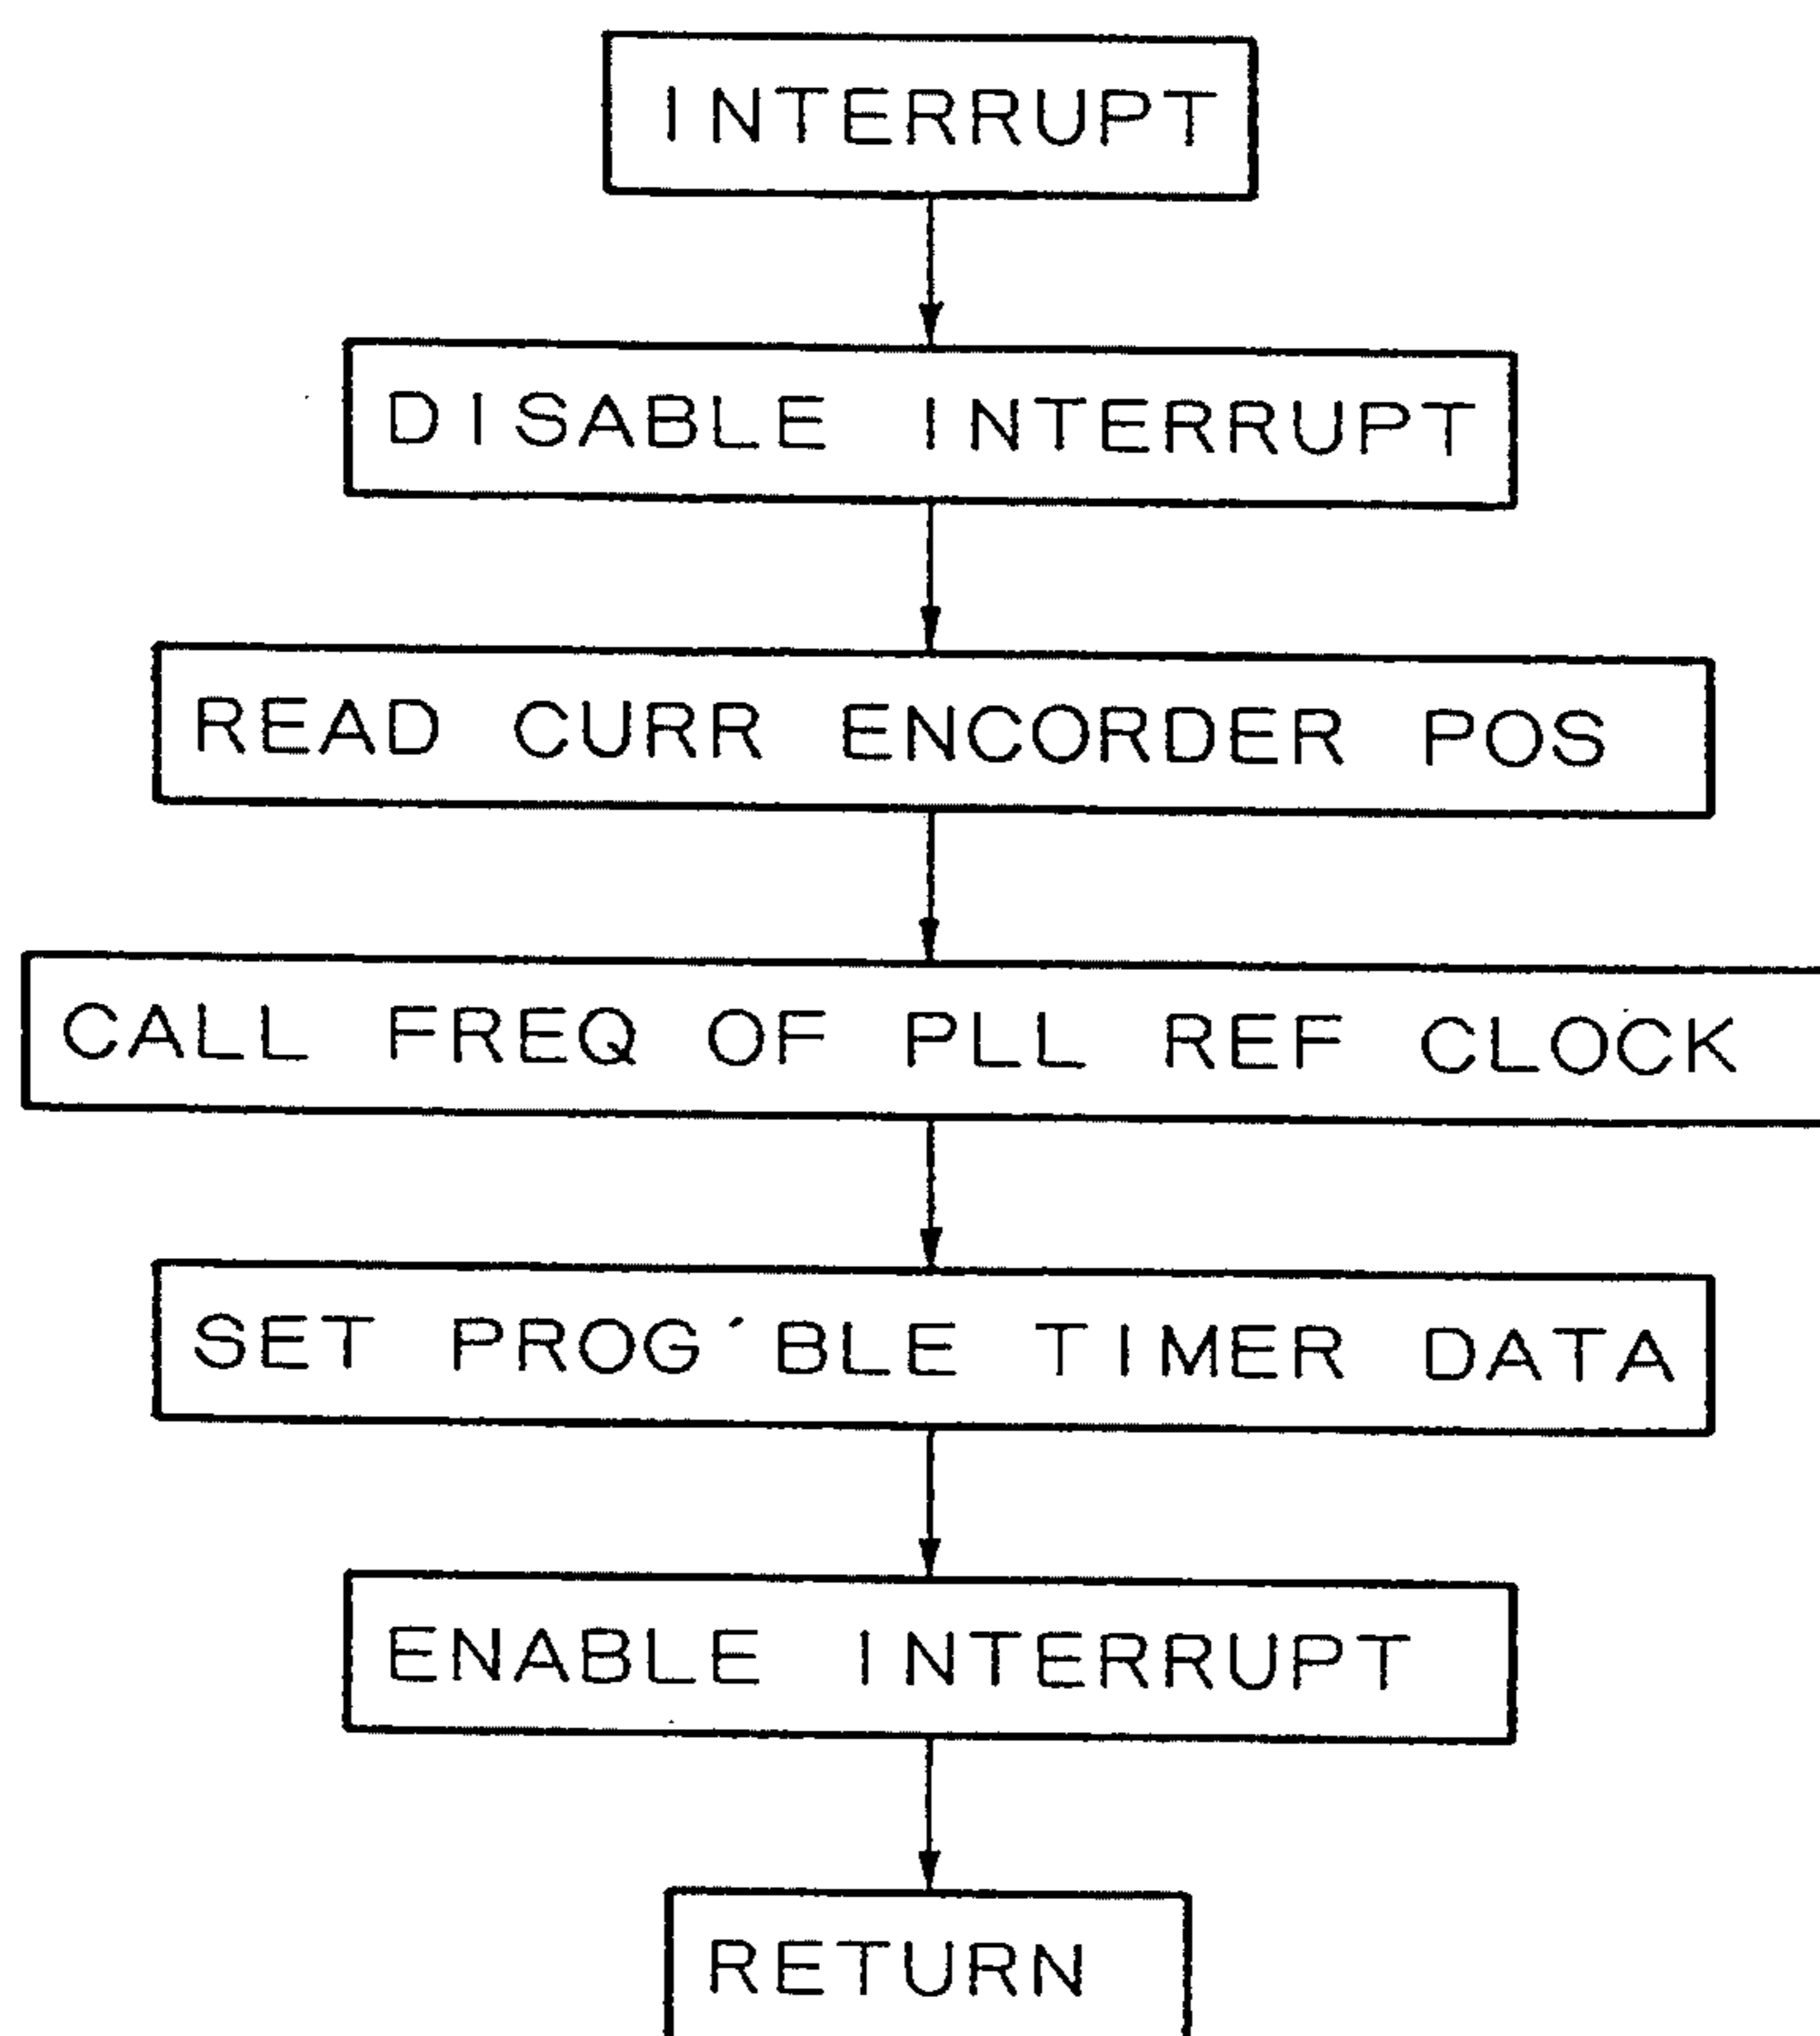 INTERRUPT
DISABLE INTERRUPT
READ CURR ENCORDER POS
CALL FREQ OF PLL REF CLOCK
SET PROG'BLE TIMER DATA
ENABLE INTERRUPT
RETURN